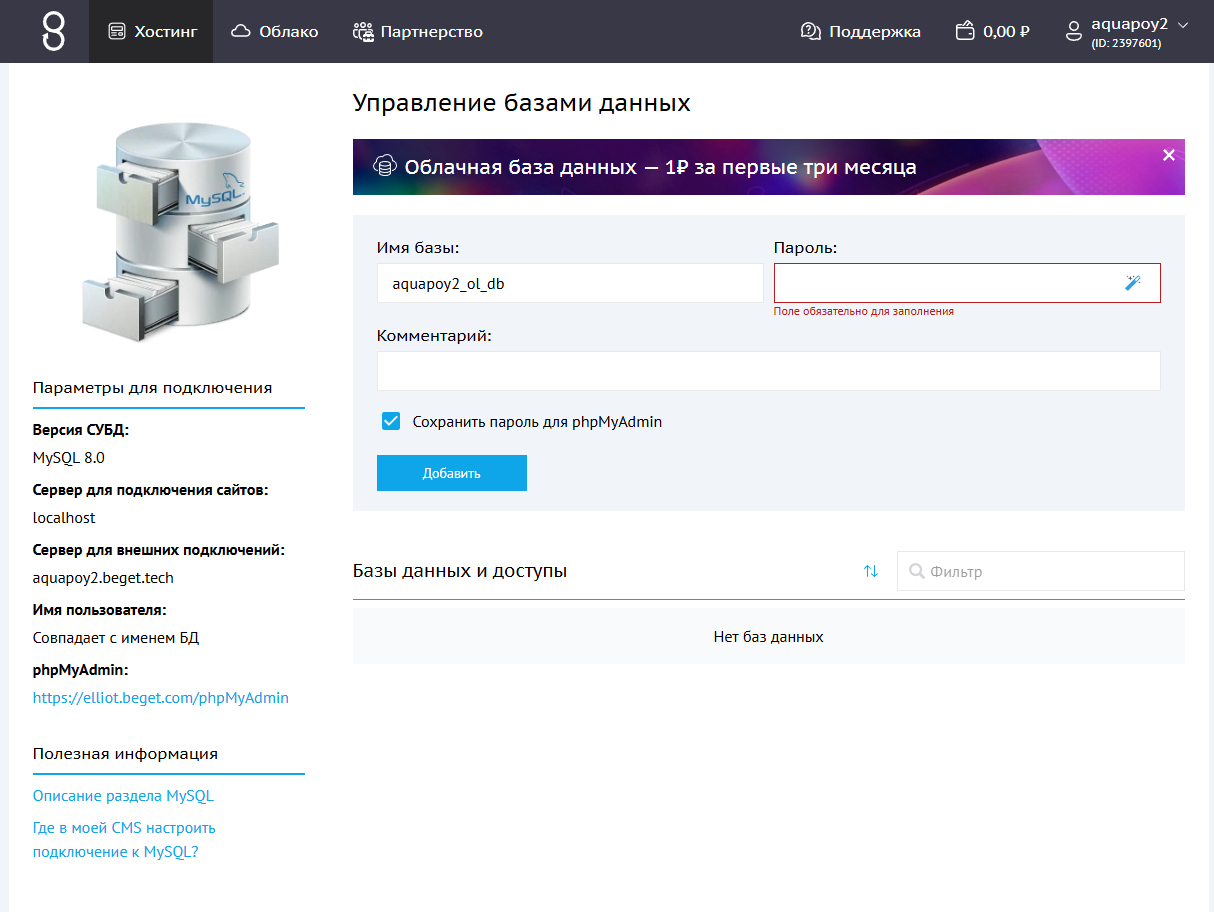 Хостинг
Облако
Партнерство
Поддержка
0,00 ₽
aquapoy2
(ID: 2397601)
MySQL
Параметры для подключения
Версия СУБД:
MySQL 8.0
Сервер для подключения сайтов:
localhost
Сервер для внешних подключений:
aquapoy2.beget.tech
Имя пользователя:
Совпадает с именем БД
phpMyAdmin:
https://elliot.beget.com/phpMyAdmin
Полезная информация
Описание раздела MySQL
Где в моей CMS настроить
подключение к MySQL?
Управление базами данных
Облачная база данных — 1₽ за первые три месяца
Имя базы:
aquapoy2_ol_db
Пароль:
Поле обязательно для заполнения
Комментарий:
Сохранить пароль для phpMyAdmin
Добавить
Базы данных и доступы
Фильтр
Нет баз данных